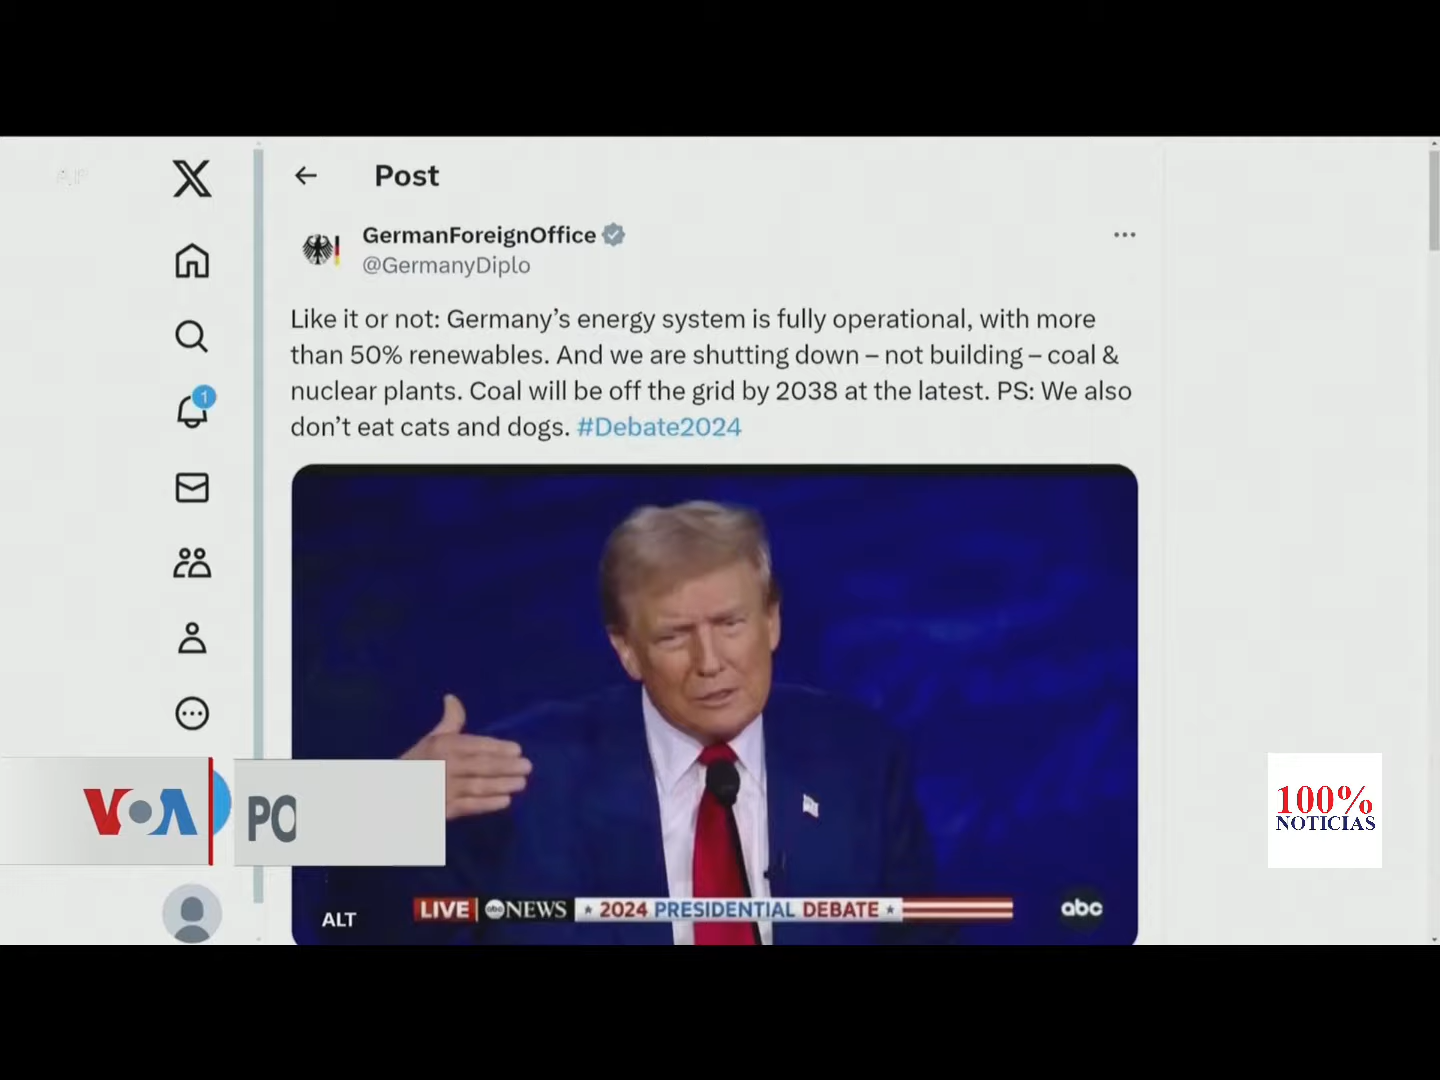 Post
GermanForeignOffice
@GermanyDiplo
Like it or not: Germany’s energy system is fully operational, with more
than 50% renewables. And we are shutting down – not building – coal &
nuclear plants. Coal will be off the grid by 2038 at the latest. PS: We also
don’t eat cats and dogs. #Debate2024
1
VOA
PO
100%
NOTICIAS
ALT
LIVE abc NEWS 2024 PRESIDENTIAL DEBATE
abc